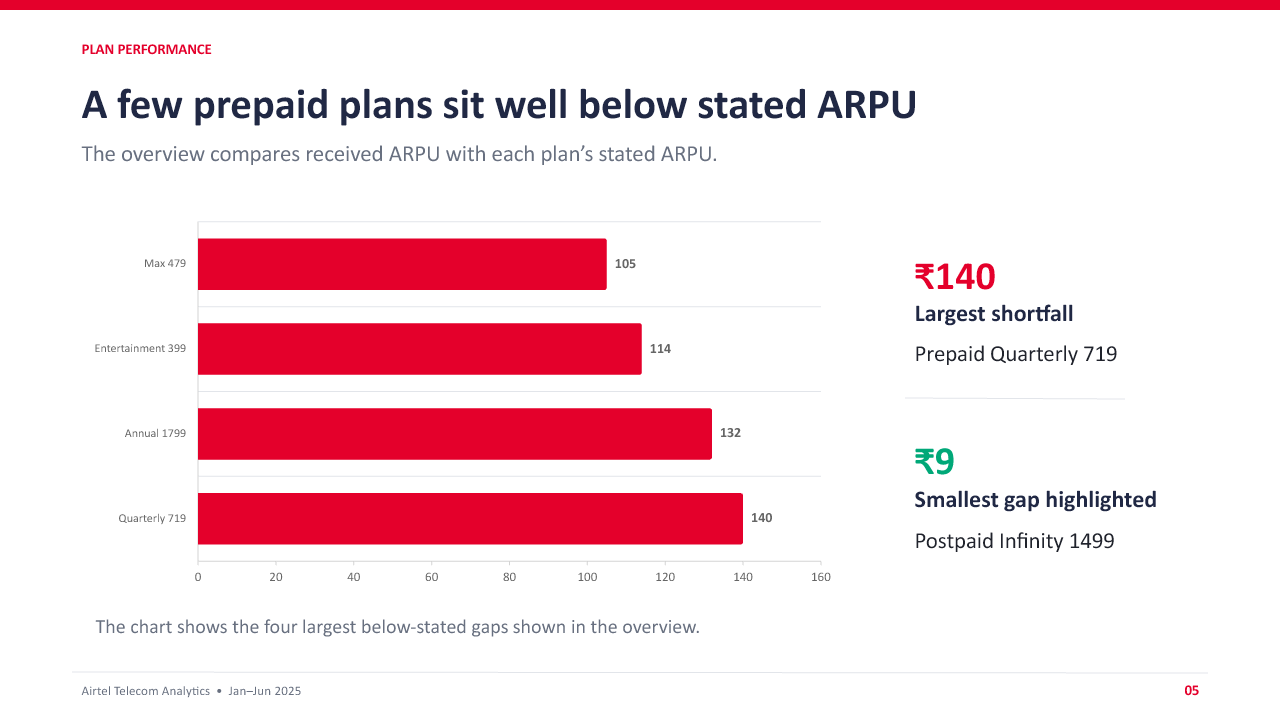 PLAN PERFORMANCE
A few prepaid plans sit well below stated ARPU
The overview compares received ARPU with each plan’s stated ARPU.
Max 479
105
Entertainment 399
114
Annual 1799
132
Quarterly 719
140
0 20 40 60 80 100 120 140 160
The chart shows the four largest below-stated gaps shown in the overview.
₹140
Largest shortfall
Prepaid Quarterly 719
₹9
Smallest gap highlighted
Postpaid Infinity 1499
Airtel Telecom Analytics • Jan–Jun 2025
05